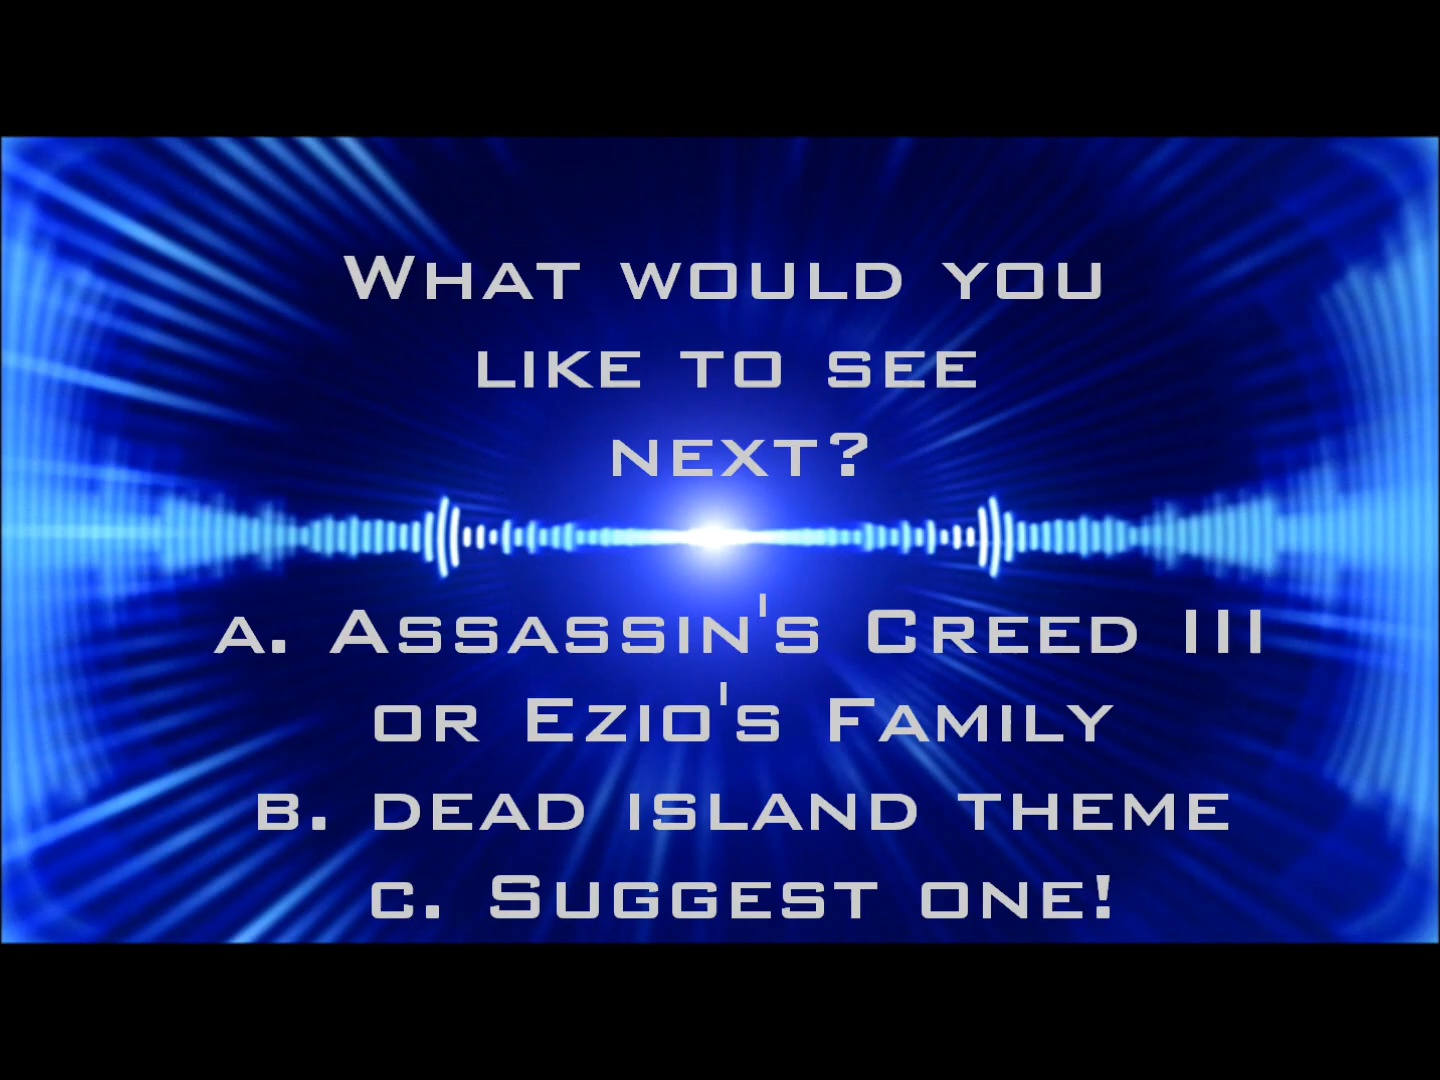 What would you
like to see
next?
a. Assassin's Creed III
or Ezio's Family
b. dead island theme
c. Suggest one!